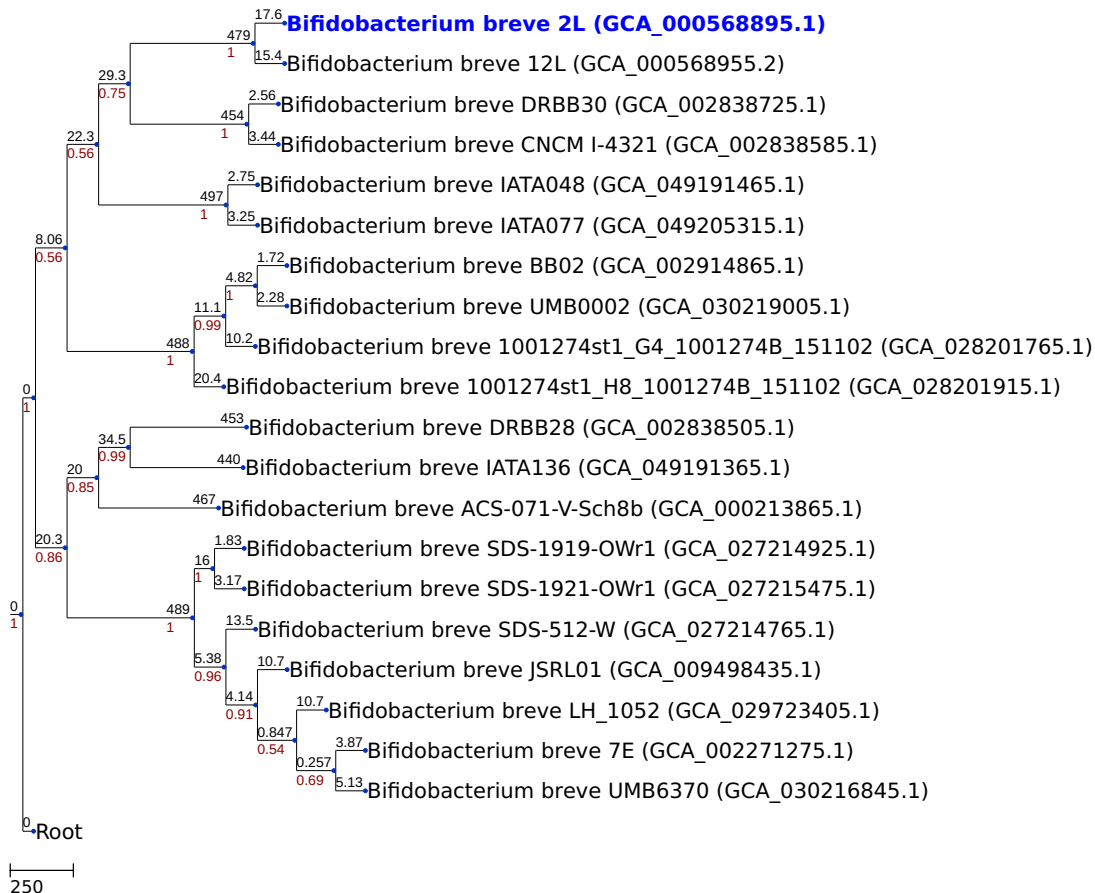 17.6
Bifidobacterium breve 2L (GCA_000568895.1)
479
1
15.4
Bifidobacterium breve 12L (GCA_000568955.2)
29.3
0.75
2.56
Bifidobacterium breve DRBB30 (GCA_002838725.1)
454
1
3.44
Bifidobacterium breve CNCM I-4321 (GCA_002838585.1)
22.3
0.56
2.75
Bifidobacterium breve IATA048 (GCA_049191465.1)
497
1
3.25
Bifidobacterium breve IATA077 (GCA_049205315.1)
8.06
0.56
1.72
Bifidobacterium breve BB02 (GCA_002914865.1)
4.82
1
2.28
Bifidobacterium breve UMB0002 (GCA_030219005.1)
11.1
0.99
10.2
Bifidobacterium breve 1001274st1_G4_1001274B_151102 (GCA_028201765.1)
488
1
20.4
Bifidobacterium breve 1001274st1_H8_1001274B_151102 (GCA_028201915.1)
0
1
453
Bifidobacterium breve DRBB28 (GCA_002838505.1)
34.5
0.99
440
Bifidobacterium breve IATA136 (GCA_049191365.1)
20
0.85
467
Bifidobacterium breve ACS-071-V-Sch8b (GCA_000213865.1)
20.3
0.86
1.83
Bifidobacterium breve SDS-1919-OWr1 (GCA_027214925.1)
16
1
3.17
Bifidobacterium breve SDS-1921-OWr1 (GCA_027215475.1)
489
1
13.5
Bifidobacterium breve SDS-512-W (GCA_027214765.1)
5.38
0.96
10.7
Bifidobacterium breve JSRL01 (GCA_009498435.1)
4.14
0.91
10.7
Bifidobacterium breve LH_1052 (GCA_029723405.1)
0.847
0.54
3.87
Bifidobacterium breve 7E (GCA_002271275.1)
0.257
0.69
5.13
Bifidobacterium breve UMB6370 (GCA_030216845.1)
0
1
0
Root
250